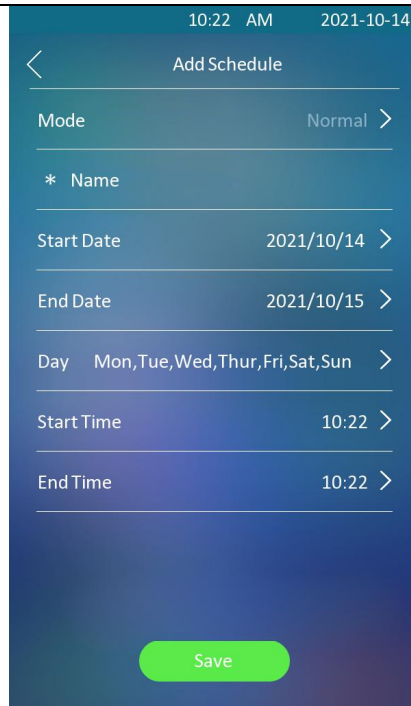 10:22 AM 2021-10-14
Add Schedule
Mode Normal
* Name
Start Date 2021/10/14
End Date 2021/10/15
Day Mon,Tue,Wed,Thur,Fri,Sat,Sun
Start Time 10:22
End Time 10:22
Save